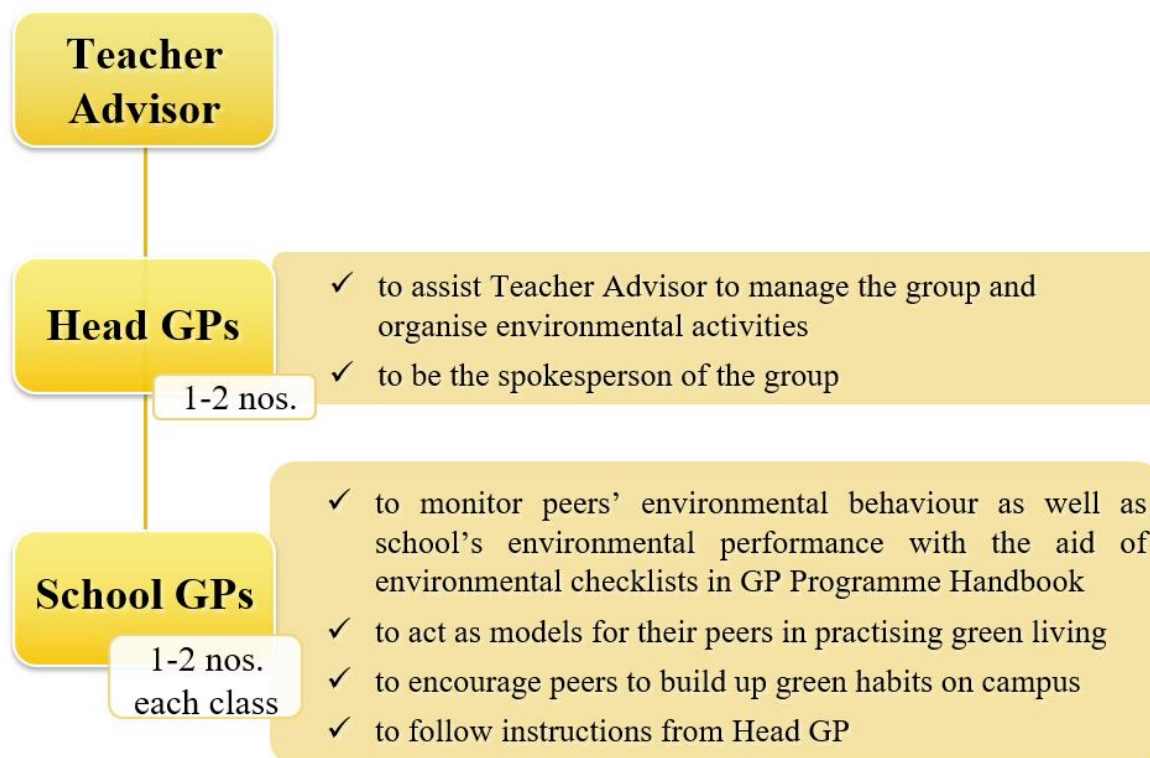 Teacher
Advisor
Head GPs
1-2 nos.
✓ to assist Teacher Advisor to manage the group and
organise environmental activities
✓ to be the spokesperson of the group
School GPs
1-2 nos.
each class
✓ to monitor peers’ environmental behaviour as well as
school’s environmental performance with the aid of
environmental checklists in GP Programme Handbook
✓ to act as models for their peers in practising green living
✓ to encourage peers to build up green habits on campus
✓ to follow instructions from Head GP